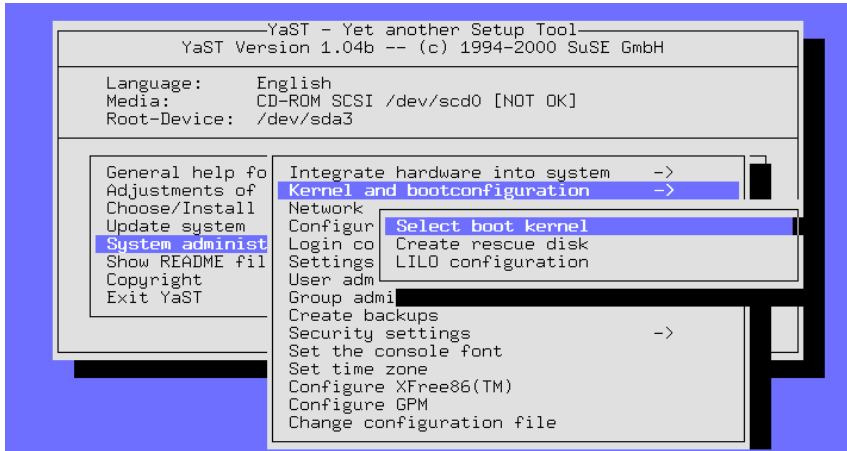 YaST - Yet another Setup Tool
YaST Version 1.04b -- (c) 1994-2000 SuSE GmbH
Language: English
Media: CD-ROM SCSI /dev/scd0 [NOT OK]
Root-Device: /dev/sda3
General help fo
Adjustments of
Choose/Install
Update system
System administ
Show README fil
Copyright
Exit YaST
Integrate hardware into system ->
Kernel and bootconfiguration ->
Network
Configur
Login co
Settings
User adm
Group admi
Create backups
Security settings ->
Set the console font
Set time zone
Configure XFree86(TM)
Configure GPM
Change configuration file
Select boot kernel
Create rescue disk
LILO configuration